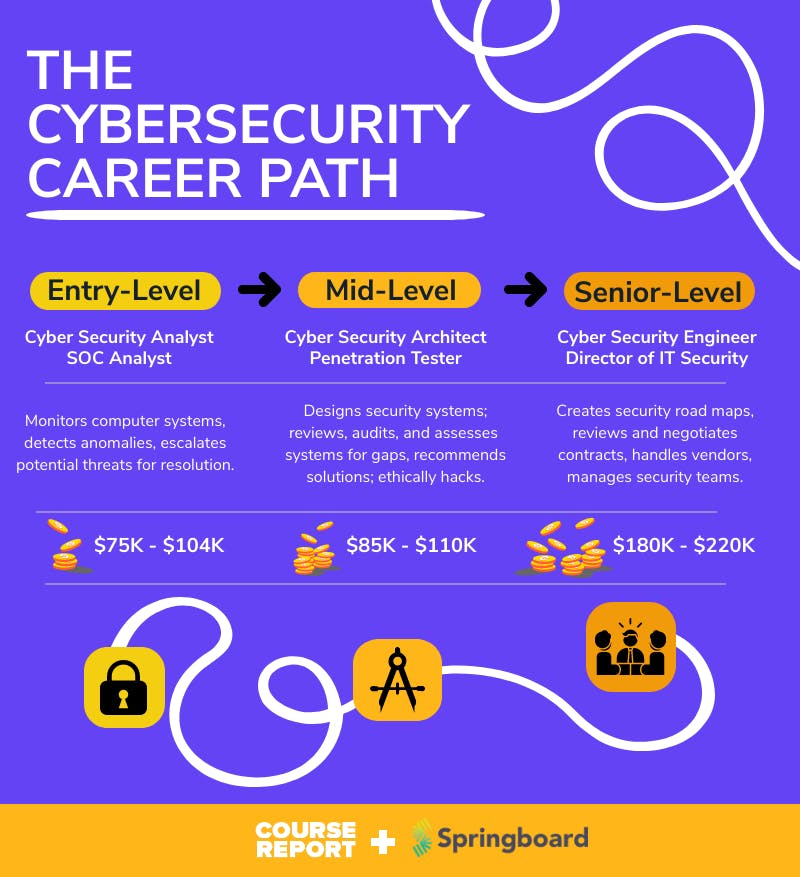 THE
CYBERSECURITY
CAREER PATH
Entry-Level
Mid-Level
Senior-Level
Cyber Security Analyst
SOC Analyst
Cyber Security Architect
Penetration Tester
Cyber Security Engineer
Director of IT Security
Monitors computer systems,
detects anomalies, escalates
potential threats for resolution.
Designs security systems;
reviews, audits, and assesses
systems for gaps, recommends
solutions; ethically hacks.
Creates security road maps,
reviews and negotiates
contracts, handles vendors,
manages security teams.
$75K - $104K
$85K - $110K
$180K - $220K
COURSE
REPORT
+
Springboard